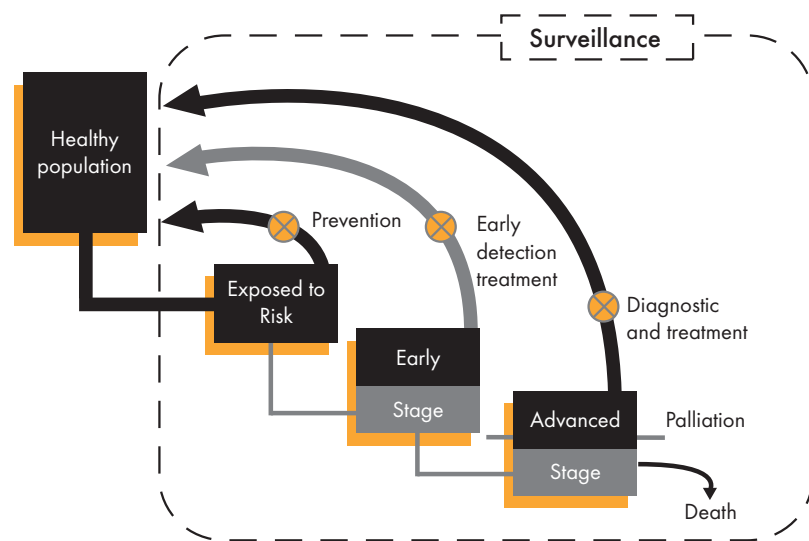 Surveillance
Healthy
population
Prevention
Early
detection
treatment
Exposed to
Risk
Diagnostic
and treatment
Early
Stage
Advanced
Palliation
Stage
Death